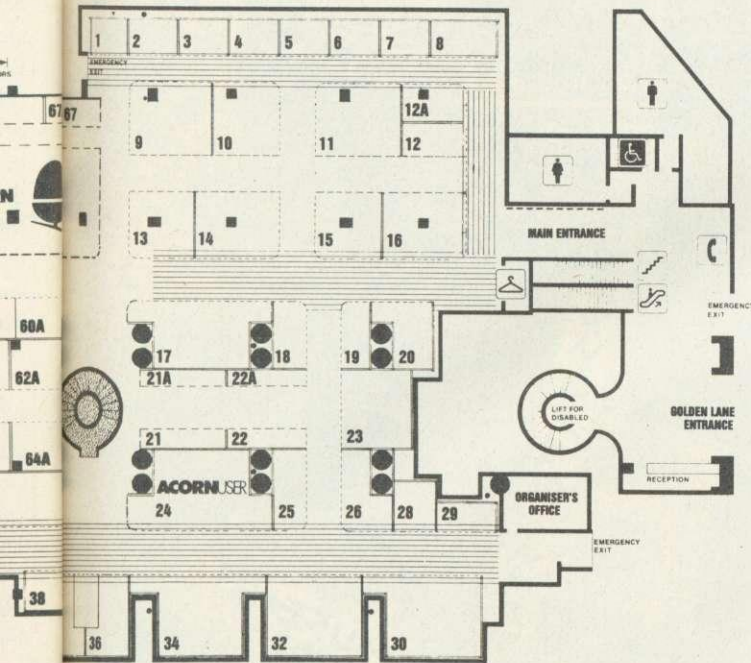 1 2 3 4 5 6 7 8
EMERGENCY
EXIT
ORS
67 67
12A
9 10 11 12
N
13 14 15 16
MAIN ENTRANCE
EMERGENCY
EXIT
60A
17 18 19 20
62A
21A 22A
LIFT FOR
DISABLED
GOLDEN LANE
ENTRANCE
21 22 23
64A
RECEPTION
ACORNUSER
ORGANISER'S
OFFICE
24 25 26 28 29
EMERGENCY
EXIT
38
36 34 32 30